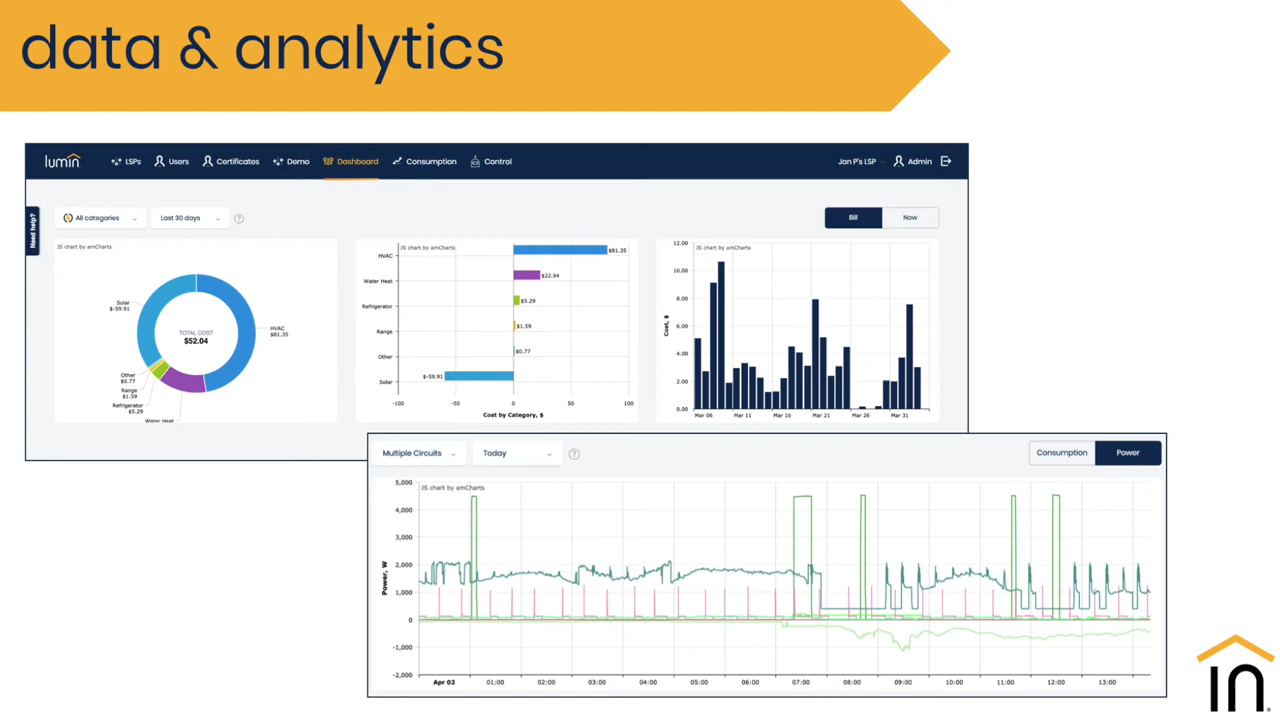 data & analytics
lumin LSPs Users Certificates Demo Dashboard Consumption Control Jon P's LSP Admin
Need help?
All categories Last 30 days ? Bill Now
JS chart by amCharts
Solar
$-59.91
TOTAL COST
$52.04
HVAC
$81.35
Other
$0.77
Range
$1.59
Refrigerator
$5.29
Water Heat
JS chart by amCharts
HVAC $81.35
Water Heat $22.94
Refrigerator $5.29
Range $1.59
Other $0.77
Solar $-59.91
-100 -50 0 50 100
Cost by Category, $
JS chart by amCharts
12.00
10.00
8.00
6.00
4.00
2.00
0.00
Cost, $
Mar 06 Mar 11 Mar 16 Mar 21 Mar 26 Mar 31
Multiple Circuits Today ? Consumption Power
JS chart by amCharts
5,000
4,000
3,000
2,000
1,000
0
-1,000
-2,000
Power, W
Apr 02 01:00 02:00 03:00 04:00 05:00 06:00 07:00 08:00 09:00 10:00 11:00 12:00 13:00
in®